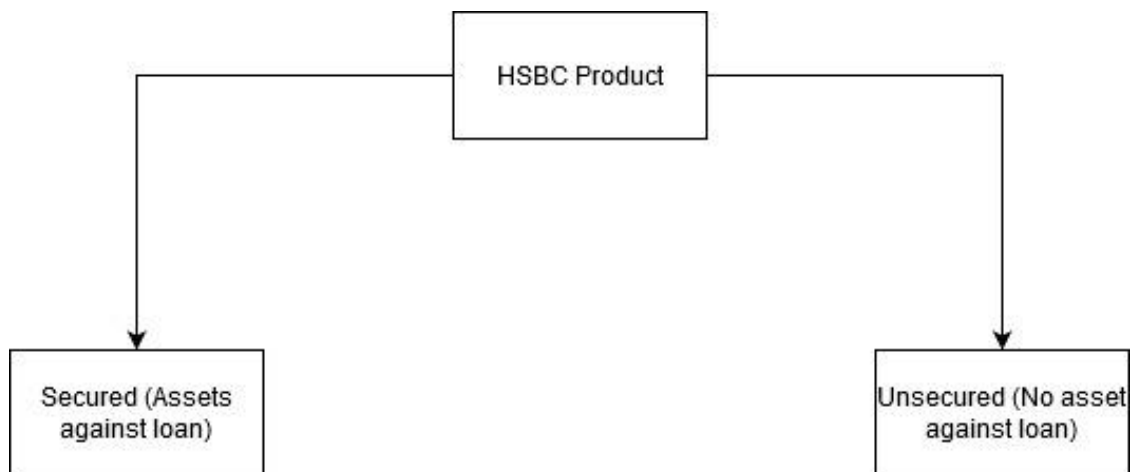 HSBC Product
Secured (Assets
against loan)
Unsecured (No asset
against loan)